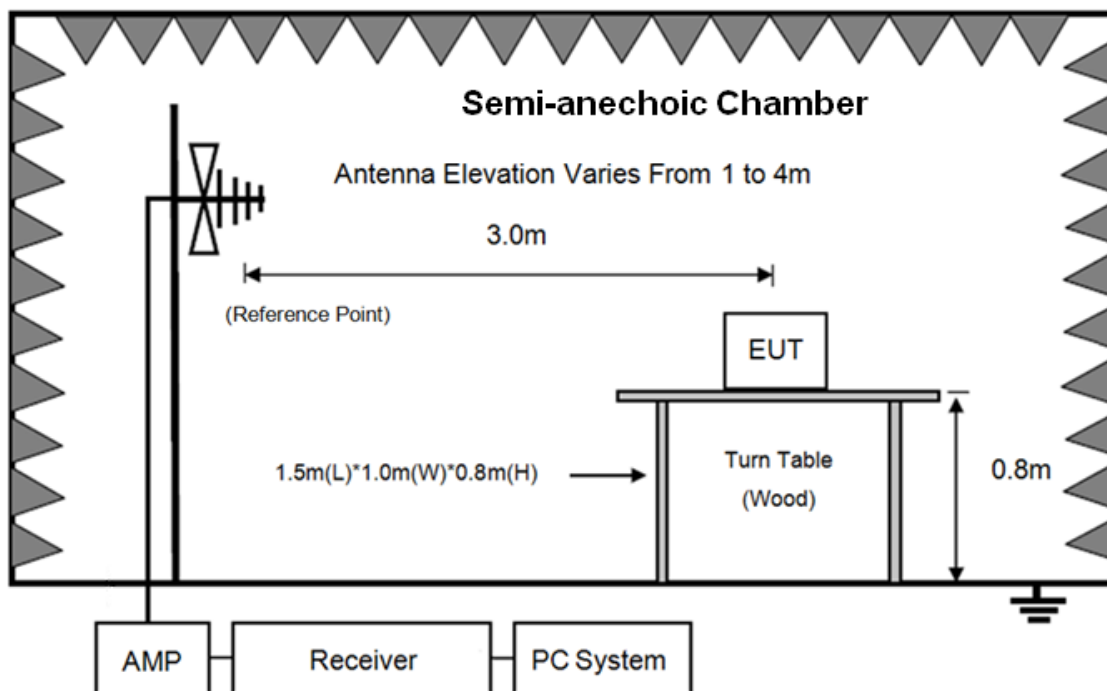 Semi-anechoic Chamber
Antenna Elevation Varies From 1 to 4m
3.0m
(Reference Point)
EUT
1.5m(L)*1.0m(W)*0.8m(H)
Turn Table
(Wood)
0.8m
AMP
Receiver
PC System